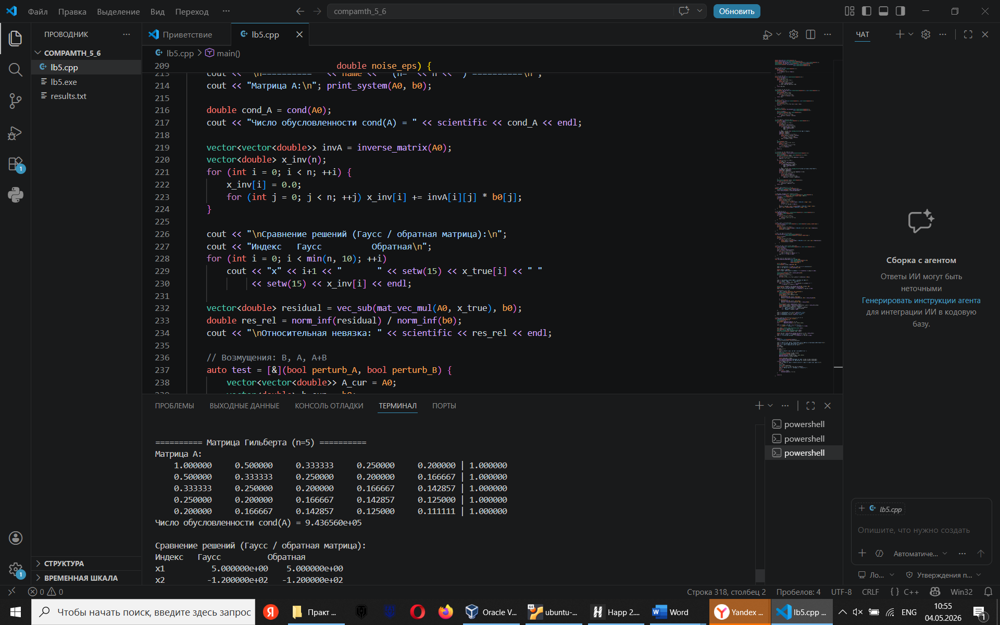 Файл Правка Выделение Вид Переход ···
compamth_5_6
Обновить
ПРОВОДНИК ···
COMPAMTH_5_6
lb5.cpp
lb5.exe
results.txt
СТРУКТУРА
ВРЕМЕННАЯ ШКАЛА
Приветствие
lb5.cpp
lb5.cpp > main()
209 double noise_eps) {
214 cout << "Матрица A:\n"; print_system(A0, b0);
215
216 double cond_A = cond(A0);
217 cout << "Число обусловленности cond(A) = " << scientific << cond_A << endl;
218
219 vector<vector<double>> invA = inverse_matrix(A0);
220 vector<double> x_inv(n);
221 for (int i = 0; i < n; ++i) {
222 x_inv[i] = 0.0;
223 for (int j = 0; j < n; ++j) x_inv[i] += invA[i][j] * b0[j];
224 }
225
226 cout << "\nСравнение решений (Гаусс / обратная матрица):\n";
227 cout << "Индекс   Гаусс          Обратная\n";
228 for (int i = 0; i < min(n, 10); ++i)
229 cout << "x" << i+1 << "       " << setw(15) << x_true[i] << " "
230 << setw(15) << x_inv[i] << endl;
231
232 vector<double> residual = vec_sub(mat_vec_mul(A0, x_true), b0);
233 double res_rel = norm_inf(residual) / norm_inf(b0);
234 cout << "\nОтносительная невязка: " << scientific << res_rel << endl;
235
236 // Возмущения: B, A, A+B
237 auto test = [&](bool perturb_A, bool perturb_B) {
238 vector<vector<double>> A_cur = A0;
ПРОБЛЕМЫ ВЫХОДНЫЕ ДАННЫЕ КОНСОЛЬ ОТЛАДКИ ТЕРМИНАЛ ПОРТЫ
========== Матрица Гильберта (n=5) ==========
Матрица A:
1.000000 0.500000 0.333333 0.250000 0.200000 | 1.000000
0.500000 0.333333 0.250000 0.200000 0.166667 | 1.000000
0.333333 0.250000 0.200000 0.166667 0.142857 | 1.000000
0.250000 0.200000 0.166667 0.142857 0.125000 | 1.000000
0.200000 0.166667 0.142857 0.125000 0.111111 | 1.000000
Число обусловленности cond(A) = 9.436560e+05
Сравнение решений (Гаусс / обратная матрица):
Индекс Гаусс Обратная
x1 5.000000e+00 5.000000e+00
x2 -1.200000e+02 -1.200000e+02
powershell
powershell
powershell
ЧАТ
Сборка с агентом
Ответы ИИ могут быть
неточными
Генерировать инструкции агента
для интеграции ИИ в кодовую
базу.
lb5.cpp
Опишите, что нужно создать
Автоматиче...
Ло... Утверждения п...
0 0
Строка 318, столбец 2 Пробелов: 4 UTF-8 CRLF {} C++ Win32
Чтобы начать поиск, введите здесь запрос
Практ ...
Oracle V...
ubuntu-...
Happ 2....
Word
Yandex ...
lb5.cpp ...
ENG
10:55
04.05.2026